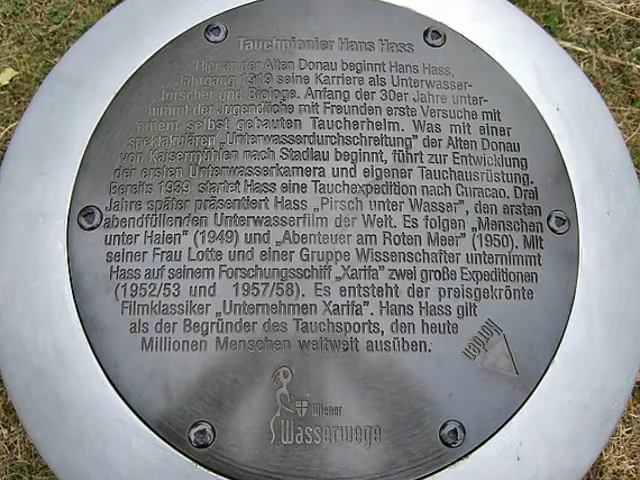 Tauchpionier Hans Hass
Hier an der Alten Donau beginnt Hans Hass,
Jahrgang 1919 seine Karriere als Unterwasser-
forscher und Biologe. Anfang der 30er Jahre unter-
nimmt der Jugendliche mit Freunden erste Versuche mit
einem selbst gebauten Taucherhelm. Was mit einer
spektakulären „Unterwasserdurchschreitung" der Alten Donau
von Kaisermühlen nach Stadlau beginnt, führt zur Entwicklung
der ersten Unterwasserkamera und eigener Tauchausrüstung.
Bereits 1939 startet Hass eine Tauchexpedition nach Curacao. Drei
Jahre später präsentiert Hass „Pirsch unter Wasser", den ersten
abendfüllenden Unterwasserfilm der Welt. Es folgen „Menschen
unter Haien" (1949) und „Abenteuer am Roten Meer" (1950). Mit
seiner Frau Lotte und einer Gruppe Wissenschafter unternimmt
Hass auf seinem Forschungsschiff „Xarifa" zwei große Expeditionen
(1952/53 und 1957/58). Es entsteht der preisgekrönte
Filmklassiker „Unternehmen Xarifa". Hans Hass gilt
als der Begründer des Tauchsports, den heute
Millionen Menschen weltweit ausüben.
Norden
Wiener
Wasserwege